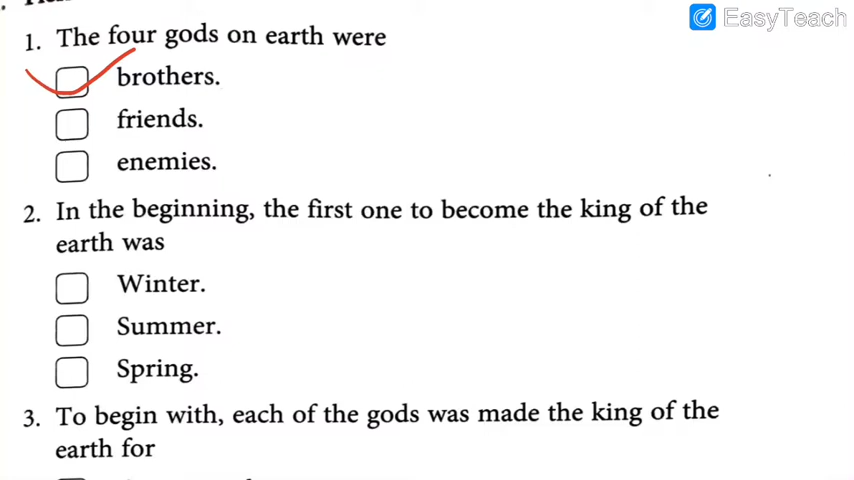 EasyTeach
1. The four gods on earth were
brothers.
friends.
enemies.
2. In the beginning, the first one to become the king of the
earth was
Winter.
Summer.
Spring.
3. To begin with, each of the gods was made the king of the
earth for